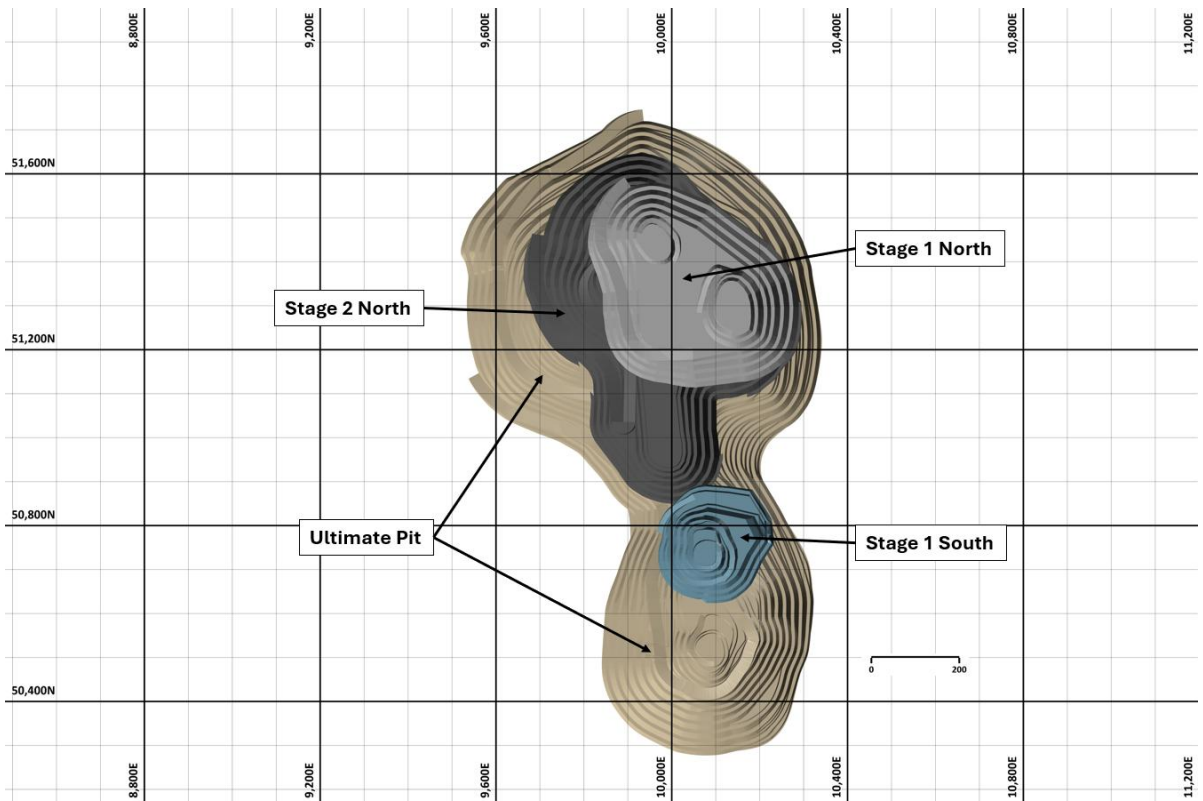 8,800E
9,200E
9,600E
10,000E
10,400E
10,800E
11,200E
51,600N
Stage 1 North
Stage 2 North
51,200N
50,800N
Ultimate Pit
Stage 1 South
0 200
50,400N
8,800E
9,200E
9,600E
10,000E
10,400E
10,800E
11,200E